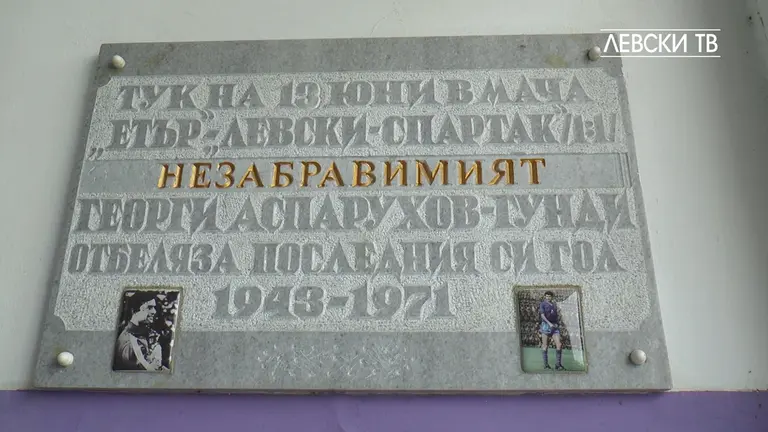 ЛЕВСКИ ТВ
ТУК НА 13 ЮНИ В МАЧА
„ЕТЪР"-„ЛЕВСКИ-СПАРТАК"/1:1/
НЕЗАБРАВИМИЯТ
ГЕОРГИ АСПАРУХОВ-ГУНДИ
ОТБЕЛЯЗА ПОСЛЕДНИЯ СИ ГОЛ
1943-1971